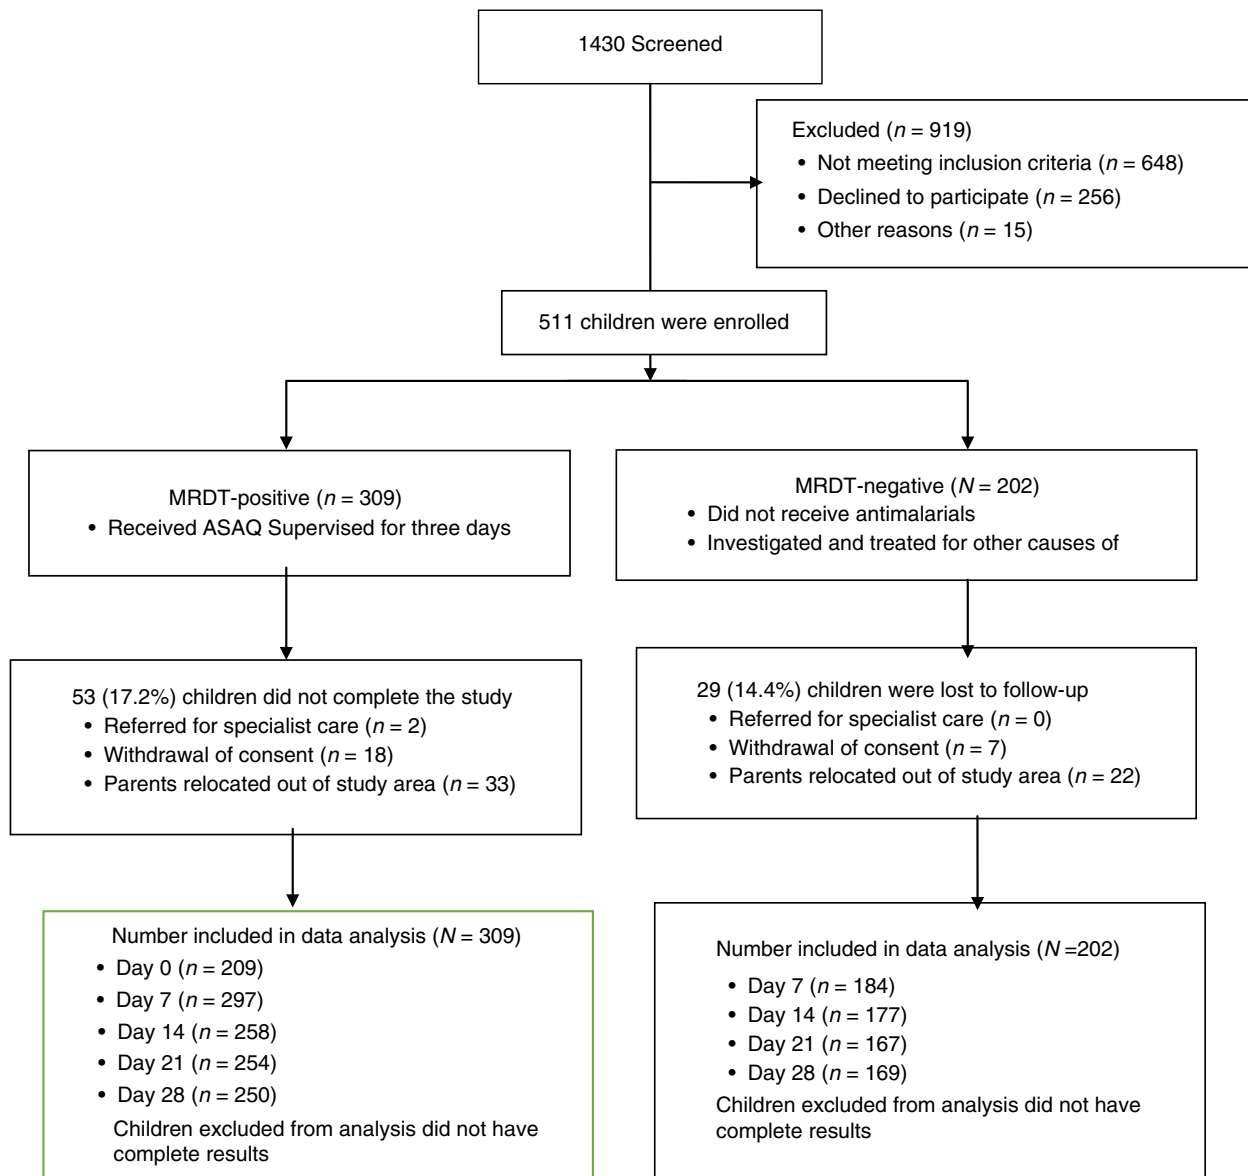 1430 Screened
Excluded (n = 919)
• Not meeting inclusion criteria (n = 648)
• Declined to participate (n = 256)
• Other reasons (n = 15)
511 children were enrolled
MRDT-positive (n = 309)
• Received ASAQ Supervised for three days
MRDT-negative (N = 202)
• Did not receive antimalarials
• Investigated and treated for other causes of
53 (17.2%) children did not complete the study
• Referred for specialist care (n = 2)
• Withdrawal of consent (n = 18)
• Parents relocated out of study area (n = 33)
29 (14.4%) children were lost to follow-up
• Referred for specialist care (n = 0)
• Withdrawal of consent (n = 7)
• Parents relocated out of study area (n = 22)
Number included in data analysis (N = 309)
• Day 0 (n = 209)
• Day 7 (n = 297)
• Day 14 (n = 258)
• Day 21 (n = 254)
• Day 28 (n = 250)
Children excluded from analysis did not have
complete results
Number included in data analysis (N =202)
• Day 7 (n = 184)
• Day 14 (n = 177)
• Day 21 (n = 167)
• Day 28 (n = 169)
Children excluded from analysis did not have
complete results